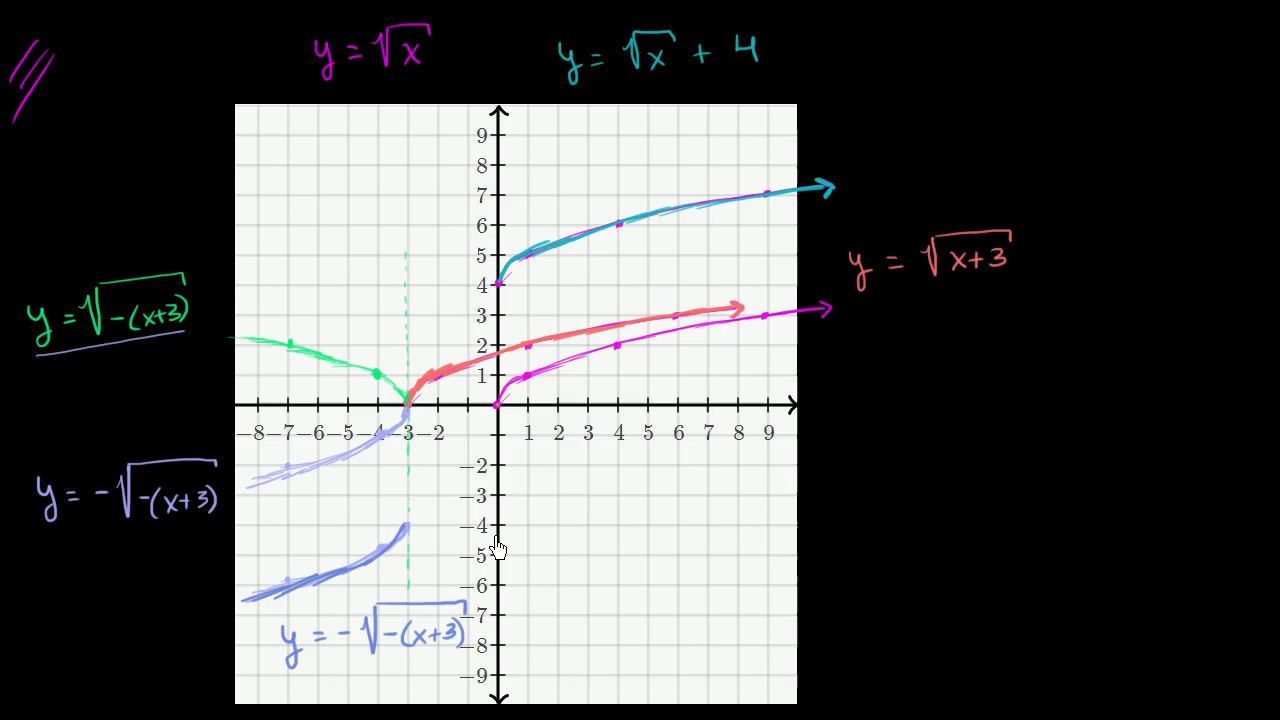 y = √x
y = √x + 4
9
8
7
6
5
4
3
2
1
y = √(x+3)
y = √(-(x+3))
-8 -7 -6 -5 -4 -3 -2 1 2 3 4 5 6 7 8 9
y = -√(-(x+3))
-2
-3
-4
-5
-6
-7
-8
-9
y = -√(-(x+3))